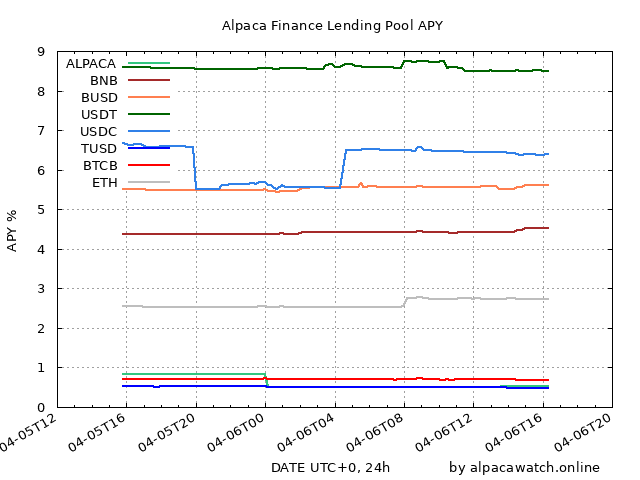 Alpaca Finance Lending Pool APY
9
8
7
6
5
4
3
2
1
0
APY %
ALPACA
BNB
BUSD
USDT
USDC
TUSD
BTCB
ETH
04-05T12
04-05T16
04-05T20
04-06T00
04-06T04
04-06T08
04-06T12
04-06T16
04-06T20
DATE UTC+0, 24h
by alpacawatch.online